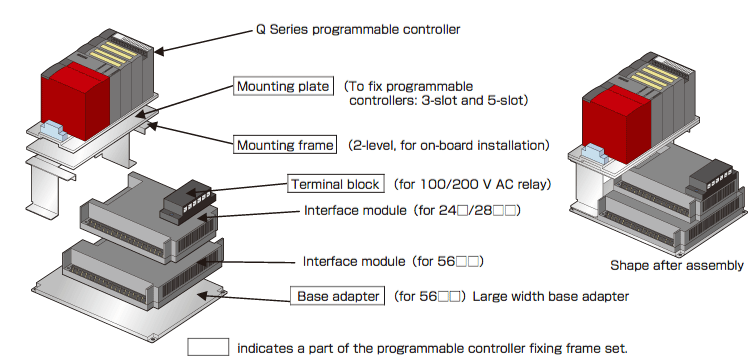 Q Series programmable controller
Mounting plate (To fix programmable
controllers: 3-slot and 5-slot)
Mounting frame (2-level, for on-board installation)
Terminal block (for 100/200 V AC relay)
Interface module (for 24□/28□□)
Interface module (for 56□□)
Base adapter (for 56□□) Large width base adapter
Shape after assembly
indicates a part of the programmable controller fixing frame set.